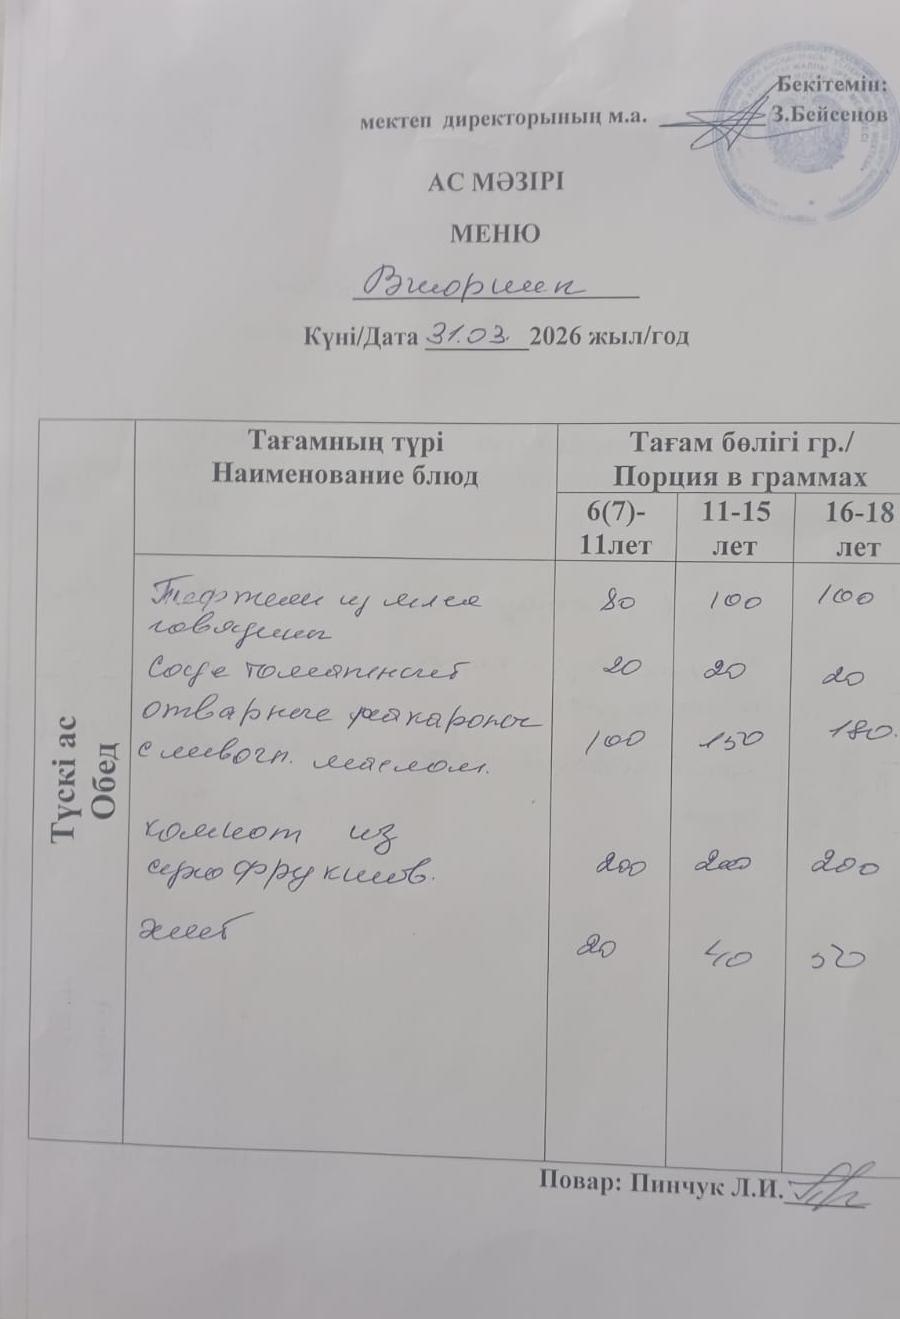 Бекітемін:
мектеп директорының м.а. З.Бейсенов
АС МӘЗІРІ
МЕНЮ
Вторник
Күні/Дата 31.03. 2026 жыл/год
Тағамның түрі
Наименование блюд
Тағам бөлігі гр./
Порция в граммах
6(7)-
11лет
11-15
лет
16-18
лет
Түскі ас
Обед
Тефтели из мяса 80 100 100
говядины
Соус томатный 20 20 20
отварные макароны
с сливочн. маслом. 100 150 180.
компот из
сухофруктов. 200 200 200
хлеб 20 40
Повар: Пинчук Л.И.